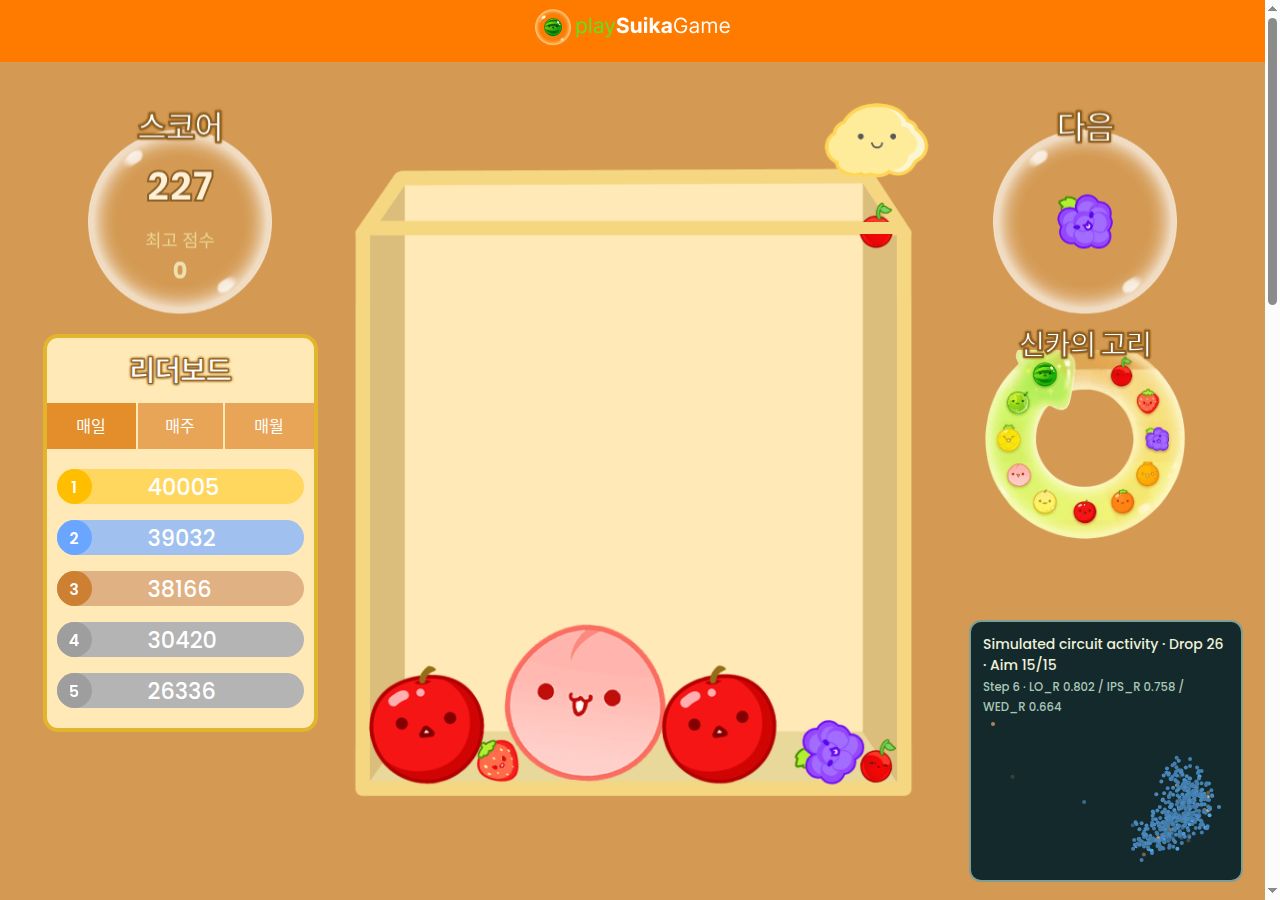 playSuikaGame
스코어
227
최고 점수
0
다음
신카의 고리
리더보드
매일 매주 매월
1 40005
2 39032
3 38166
4 30420
5 26336
Simulated circuit activity · Drop 26
· Aim 15/15
Step 6 · LO_R 0.802 / IPS_R 0.758 /
WED_R 0.664